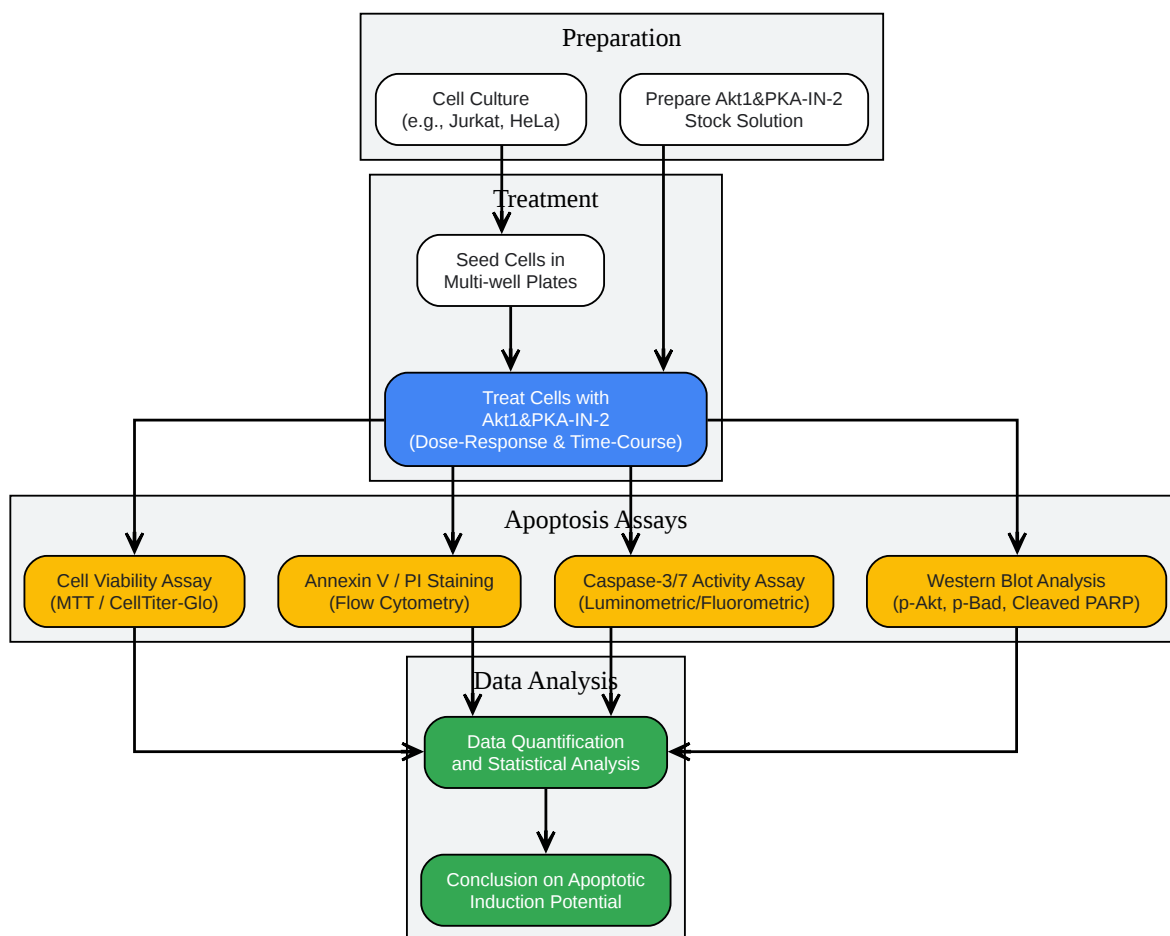 Preparation
Cell Culture
(e.g., Jurkat, HeLa)
Prepare Akt1&PKA-IN-2
Stock Solution
Treatment
Seed Cells in
Multi-well Plates
Treat Cells with
Akt1&PKA-IN-2
(Dose-Response & Time-Course)
Apoptosis Assays
Cell Viability Assay
(MTT / CellTiter-Glo)
Annexin V / PI Staining
(Flow Cytometry)
Caspase-3/7 Activity Assay
(Luminometric/Fluorometric)
Western Blot Analysis
(p-Akt, p-Bad, Cleaved PARP)
Data Analysis
Data Quantification
and Statistical Analysis
Conclusion on Apoptotic
Induction Potential